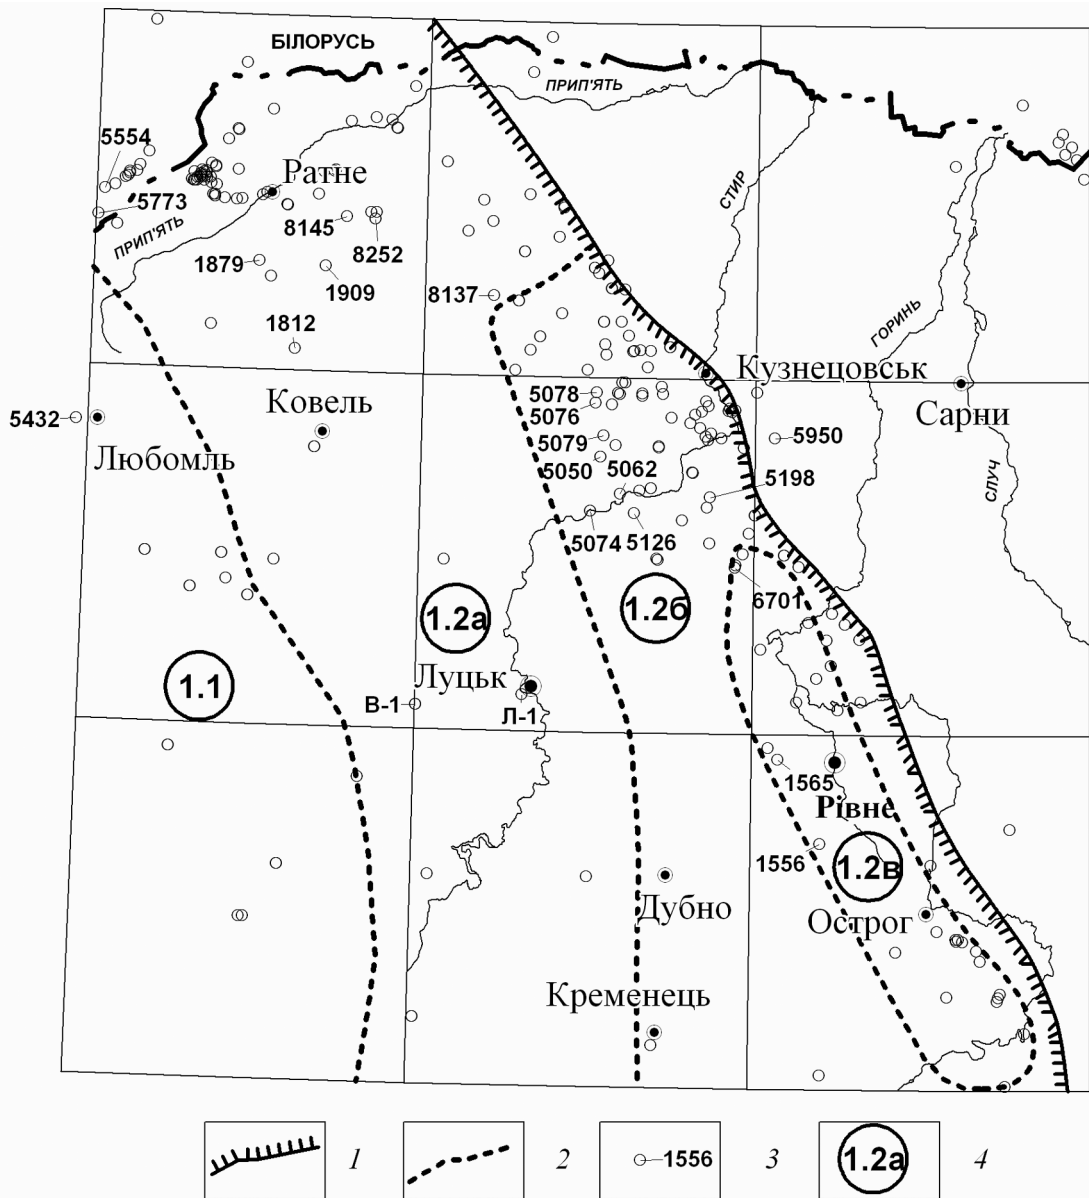 БІЛОРУСЬ
ПРИП'ЯТЬ
5554
Ратне
СТИР
5773
ПРИП'ЯТЬ
8145
8252
1879
1909
8137
1812
ГОРИНЬ
Кузнецовськ
5078
5076
Ковель
Сарни
5432
Любомль
5079
5950
5050
5062
5198
СЛУЧ
5074
5126
6701
1.2а
1.2б
1.1
Луцьк
В-1
Л-1
1565
Рівне
1556
1.2в
Дубно
Острог
Кременець
1
2
1556
3
1.2а
4